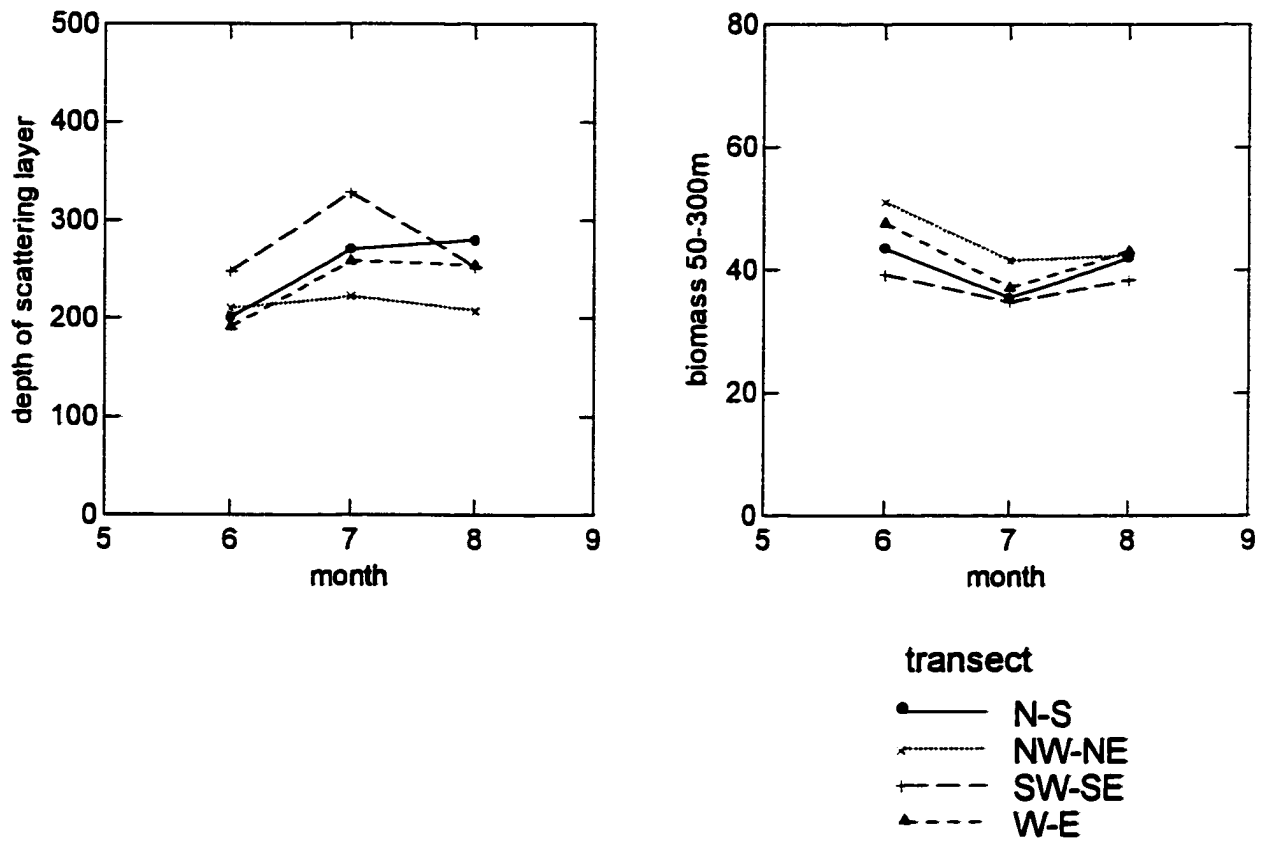 500
400
300
200
100
0
depth of scattering layer
5 6 7 8 9
month
80
60
40
20
0
biomass 50-300m
5 6 7 8 9
month
transect
N-S
NW-NE
SW-SE
W-E